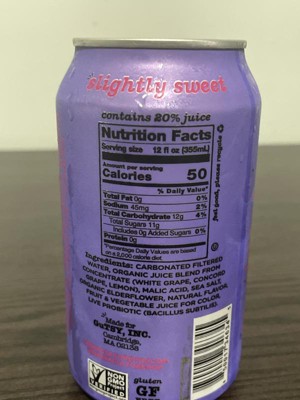 slightly sweet
contains 20% juice
Nutrition Facts
Serving size 12 fl oz (355mL)
Amount per serving
Calories 50
% Daily Value*
Total Fat 0g 0%
Sodium 45mg 2%
Total Carbohydrate 12g 4%
Total Sugars 11g
Includes 0g Added Sugars 0%
Protein 0g
*Percentage Daily Values are based
on a 2,000 calorie diet
Ingredients: CARBONATED FILTERED
WATER, ORGANIC JUICE BLEND FROM
CONCENTRATE (WHITE GRAPE, CONCORD
GRAPE, LEMON), MALIC ACID, SEA SALT,
ORGANIC ELDERFLOWER, NATURAL FLAVOR,
FRUIT & VEGETABLE JUICE FOR COLOR,
LIVE PROBIOTIC (BACILLUS SUBTILIS).
Made for
INC.
Cambridge,
MA
please recycle
NON
GMO
gluten
GF